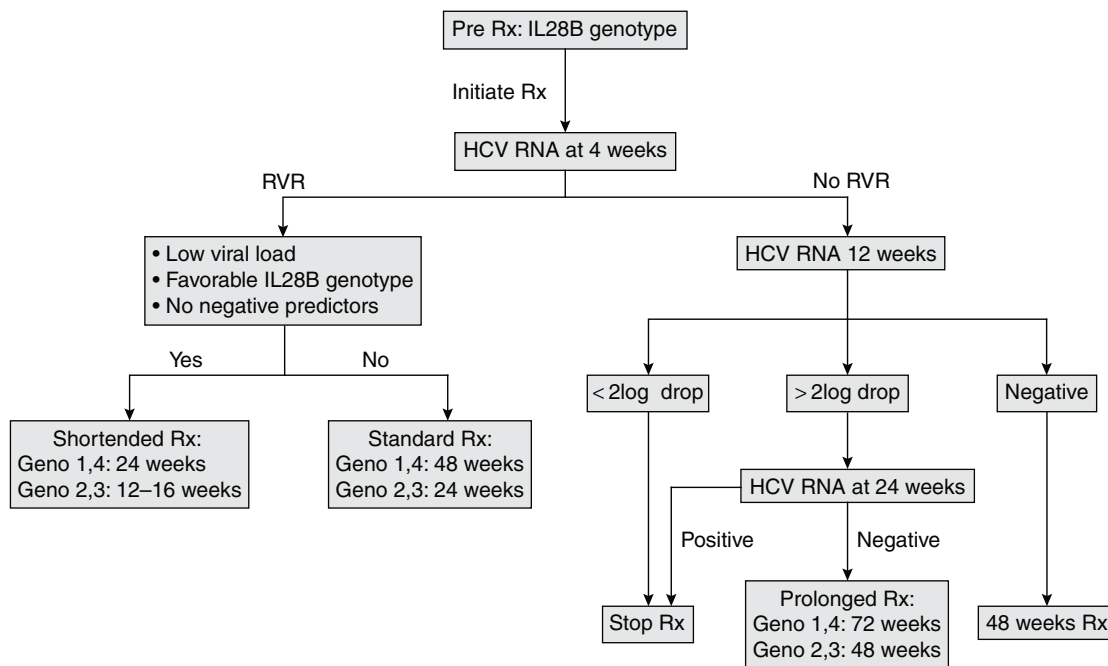 Pre Rx: IL28B genotype
Initiate Rx
HCV RNA at 4 weeks
RVR
No RVR
• Low viral load
• Favorable IL28B genotype
• No negative predictors
HCV RNA 12 weeks
Yes
No
< 2log drop
> 2log drop
Negative
Shortended Rx:
Geno 1,4: 24 weeks
Geno 2,3: 12–16 weeks
Standard Rx:
Geno 1,4: 48 weeks
Geno 2,3: 24 weeks
HCV RNA at 24 weeks
Positive
Negative
Stop Rx
Prolonged Rx:
Geno 1,4: 72 weeks
Geno 2,3: 48 weeks
48 weeks Rx